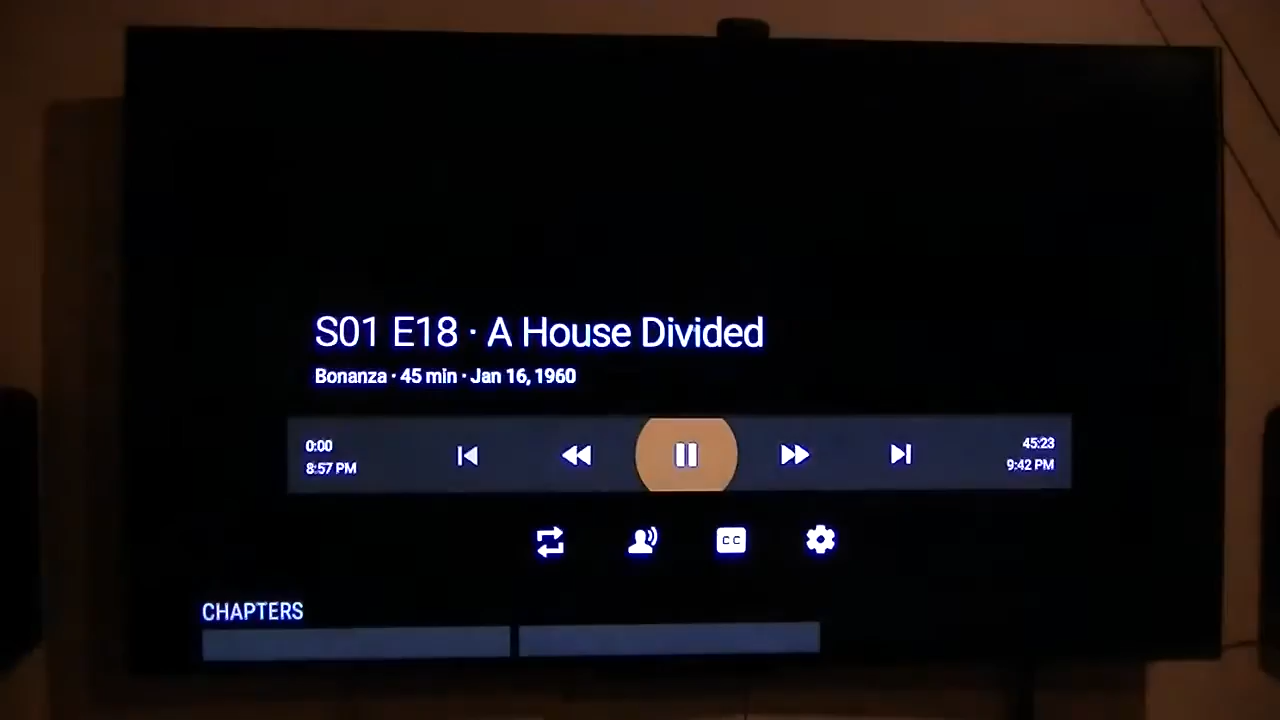 S01 E18 · A House Divided
Bonanza · 45 min · Jan 16, 1960
0:00
8:57 PM
45:23
9:42 PM
CC
CHAPTERS